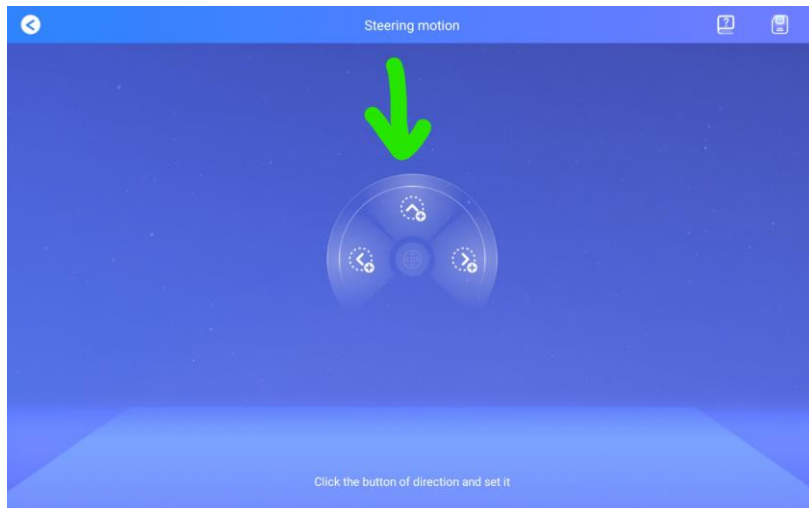 Steering motion
Click the button of direction and set it